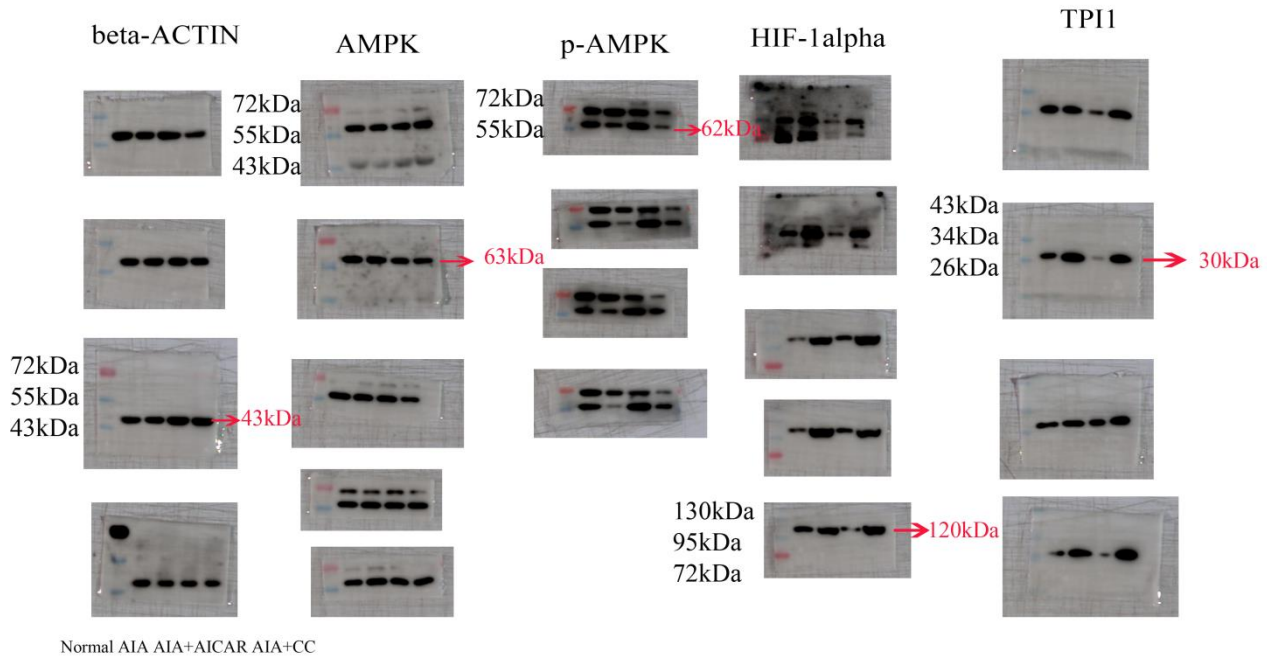 beta-ACTIN
AMPK
p-AMPK
HIF-1alpha
TPI1
72kDa
55kDa
43kDa
72kDa
55kDa
62kDa
63kDa
43kDa
34kDa
26kDa
30kDa
72kDa
55kDa
43kDa
43kDa
130kDa
95kDa
72kDa
120kDa
Normal AIA AIA+AICAR AIA+CC